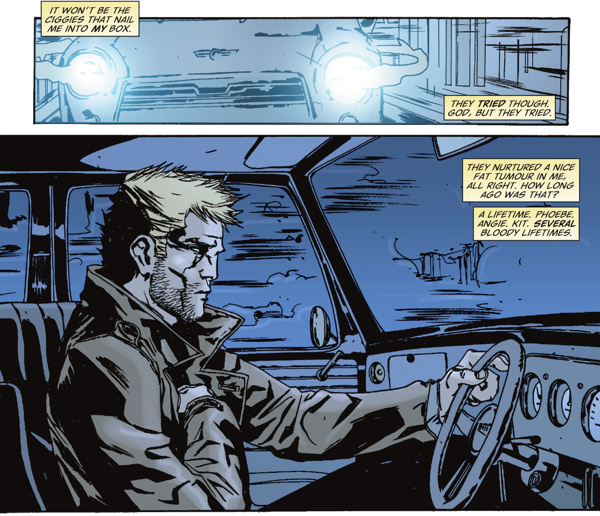 IT WON'T BE THE
CIGGIES THAT NAIL
ME INTO MY BOX.
THEY TRIED THOUGH.
GOD, BUT THEY TRIED.
THEY NURTURED A NICE
FAT TUMOUR IN ME,
ALL RIGHT. HOW LONG
AGO WAS THAT?
A LIFETIME. PHOEBE.
ANGIE. KIT. SEVERAL
BLOODY LIFETIMES.